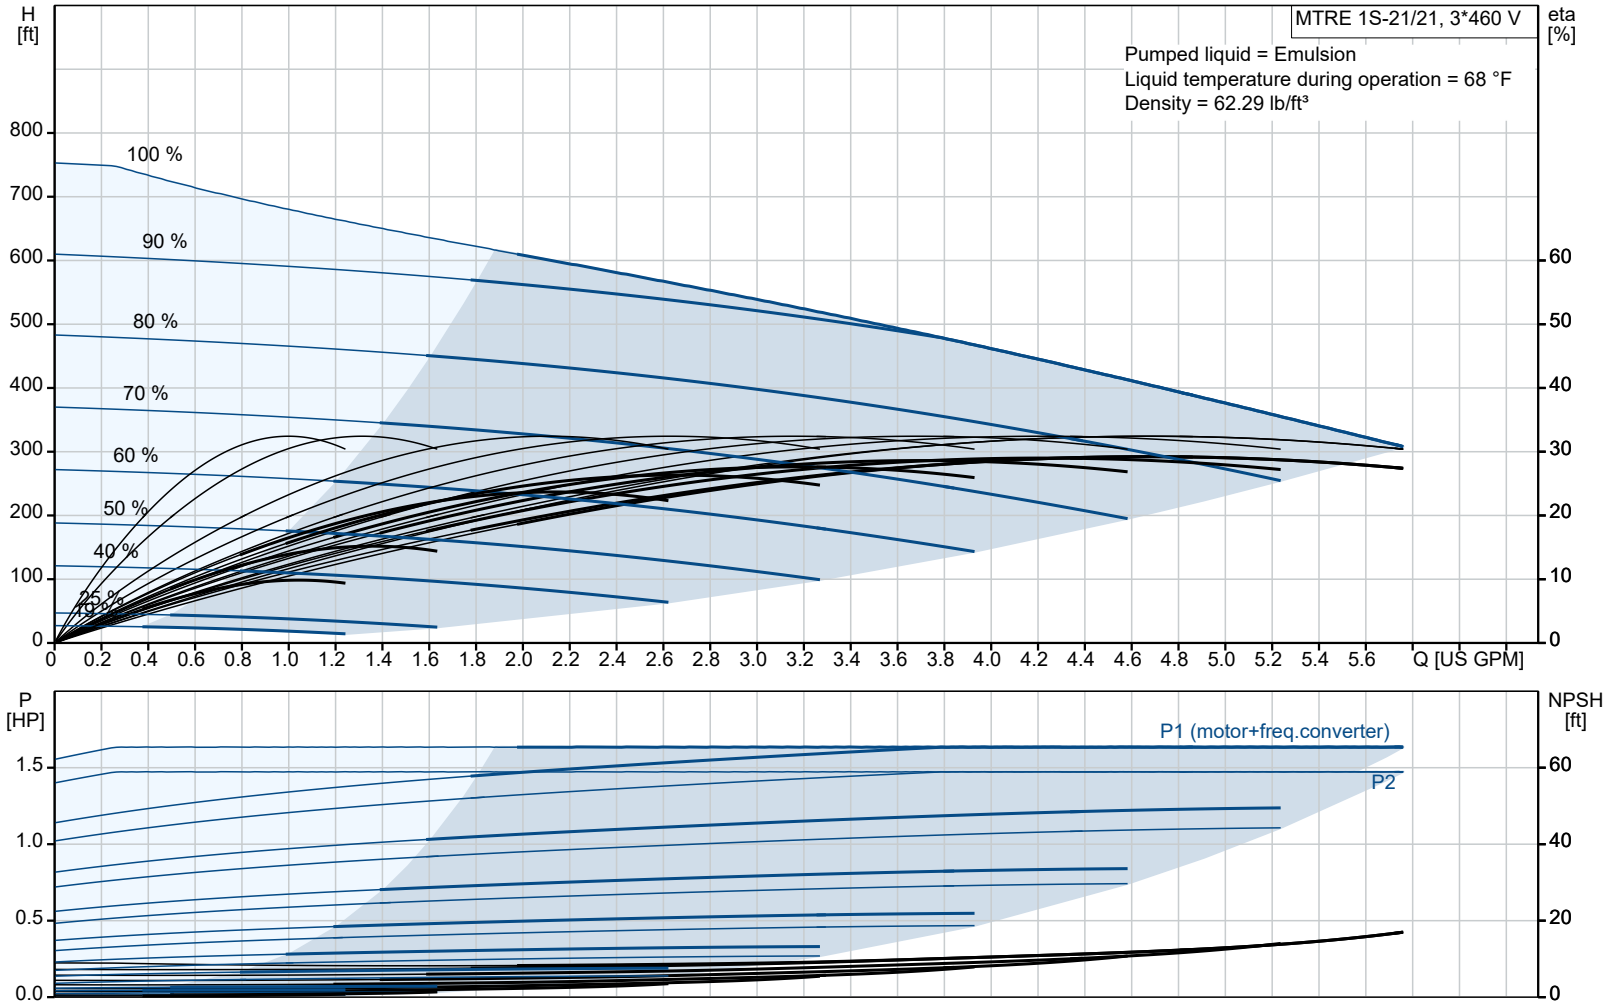 H
[ft]
MTRE 1S-21/21, 3*460 V
eta
[%]
Pumped liquid = Emulsion
Liquid temperature during operation = 68 °F
Density = 62.29 lb/ft³
800
700
600
500
400
300
200
100
0
100 %
90 %
80 %
70 %
60 %
50 %
40 %
25 %
19 %
60
50
40
30
20
10
0
0 0.2 0.4 0.6 0.8 1.0 1.2 1.4 1.6 1.8 2.0 2.2 2.4 2.6 2.8 3.0 3.2 3.4 3.6 3.8 4.0 4.2 4.4 4.6 4.8 5.0 5.2 5.4 5.6 Q [US GPM]
P
[HP]
NPSH
[ft]
P1 (motor+freq.converter)
P2
1.5
1.0
0.5
0.0
60
40
20
0